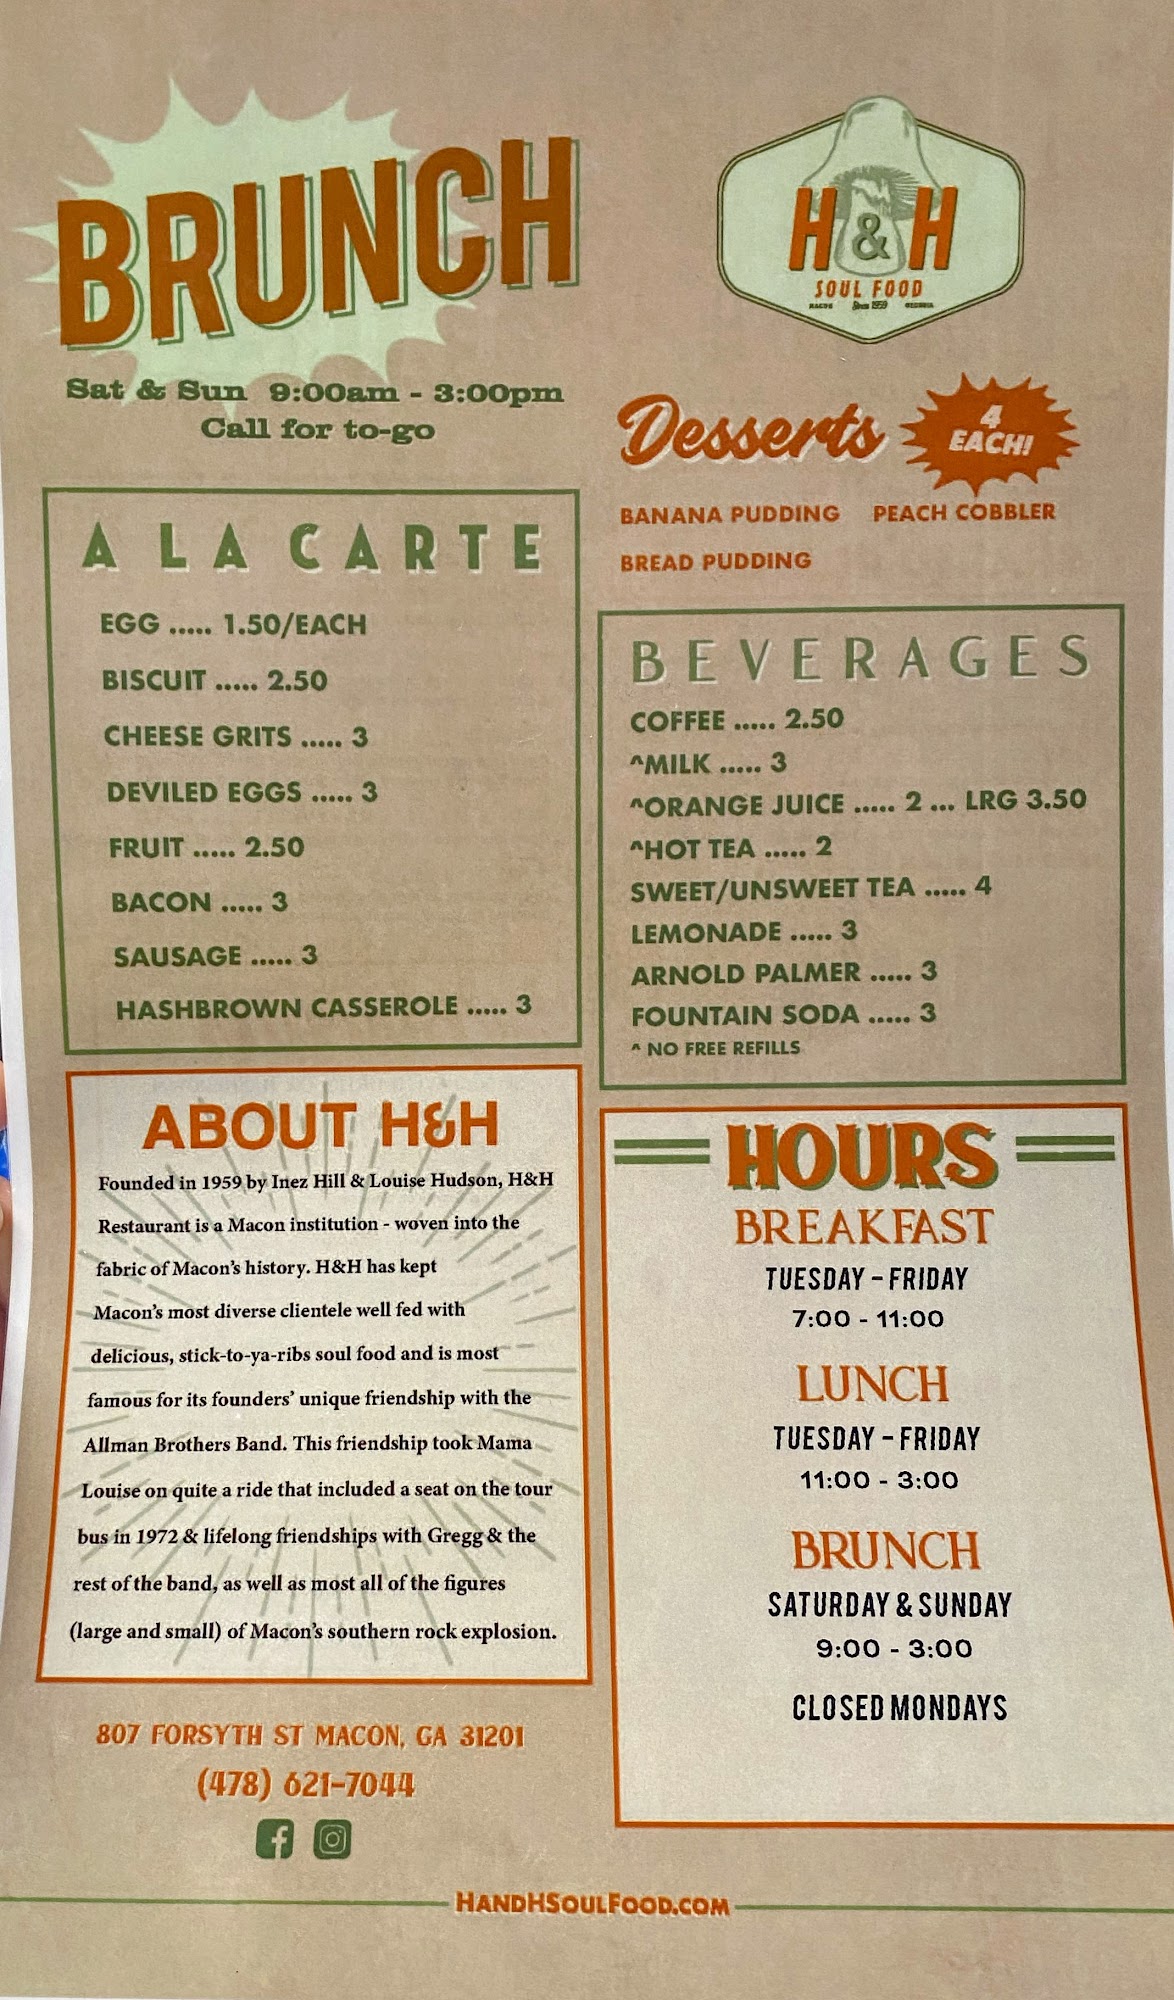 BRUNCH
Sat & Sun 9:00am - 3:00pm
Call for to-go
H & H
SOUL FOOD
MACON Since 1959 GEORGIA
Desserts
4
EACH!
BANANA PUDDING PEACH COBBLER
BREAD PUDDING
A LA CARTE
EGG ..... 1.50/EACH
BISCUIT ..... 2.50
CHEESE GRITS ..... 3
DEVILED EGGS ..... 3
FRUIT ..... 2.50
BACON ..... 3
SAUSAGE ..... 3
HASHBROWN CASSEROLE ..... 3
BEVERAGES
COFFEE ..... 2.50
^MILK ..... 3
^ORANGE JUICE ..... 2 ... LRG 3.50
^HOT TEA ..... 2
SWEET/UNSWEET TEA ..... 4
LEMONADE ..... 3
ARNOLD PALMER ..... 3
FOUNTAIN SODA ..... 3
^ NO FREE REFILLS
ABOUT H&H
Founded in 1959 by Inez Hill & Louise Hudson, H&H
Restaurant is a Macon institution - woven into the
fabric of Macon's history. H&H has kept
Macon's most diverse clientele well fed with
delicious, stick-to-ya-ribs soul food and is most
famous for its founders' unique friendship with the
Allman Brothers Band. This friendship took Mama
Louise on quite a ride that included a seat on the tour
bus in 1972 & lifelong friendships with Gregg & the
rest of the band, as well as most all of the figures
(large and small) of Macon's southern rock explosion.
HOURS
BREAKFAST
TUESDAY - FRIDAY
7:00 - 11:00
LUNCH
TUESDAY - FRIDAY
11:00 - 3:00
BRUNCH
SATURDAY & SUNDAY
9:00 - 3:00
CLOSED MONDAYS
807 FORSYTH ST MACON, GA 31201
(478) 621-7044
HANDHSOULFOOD.COM